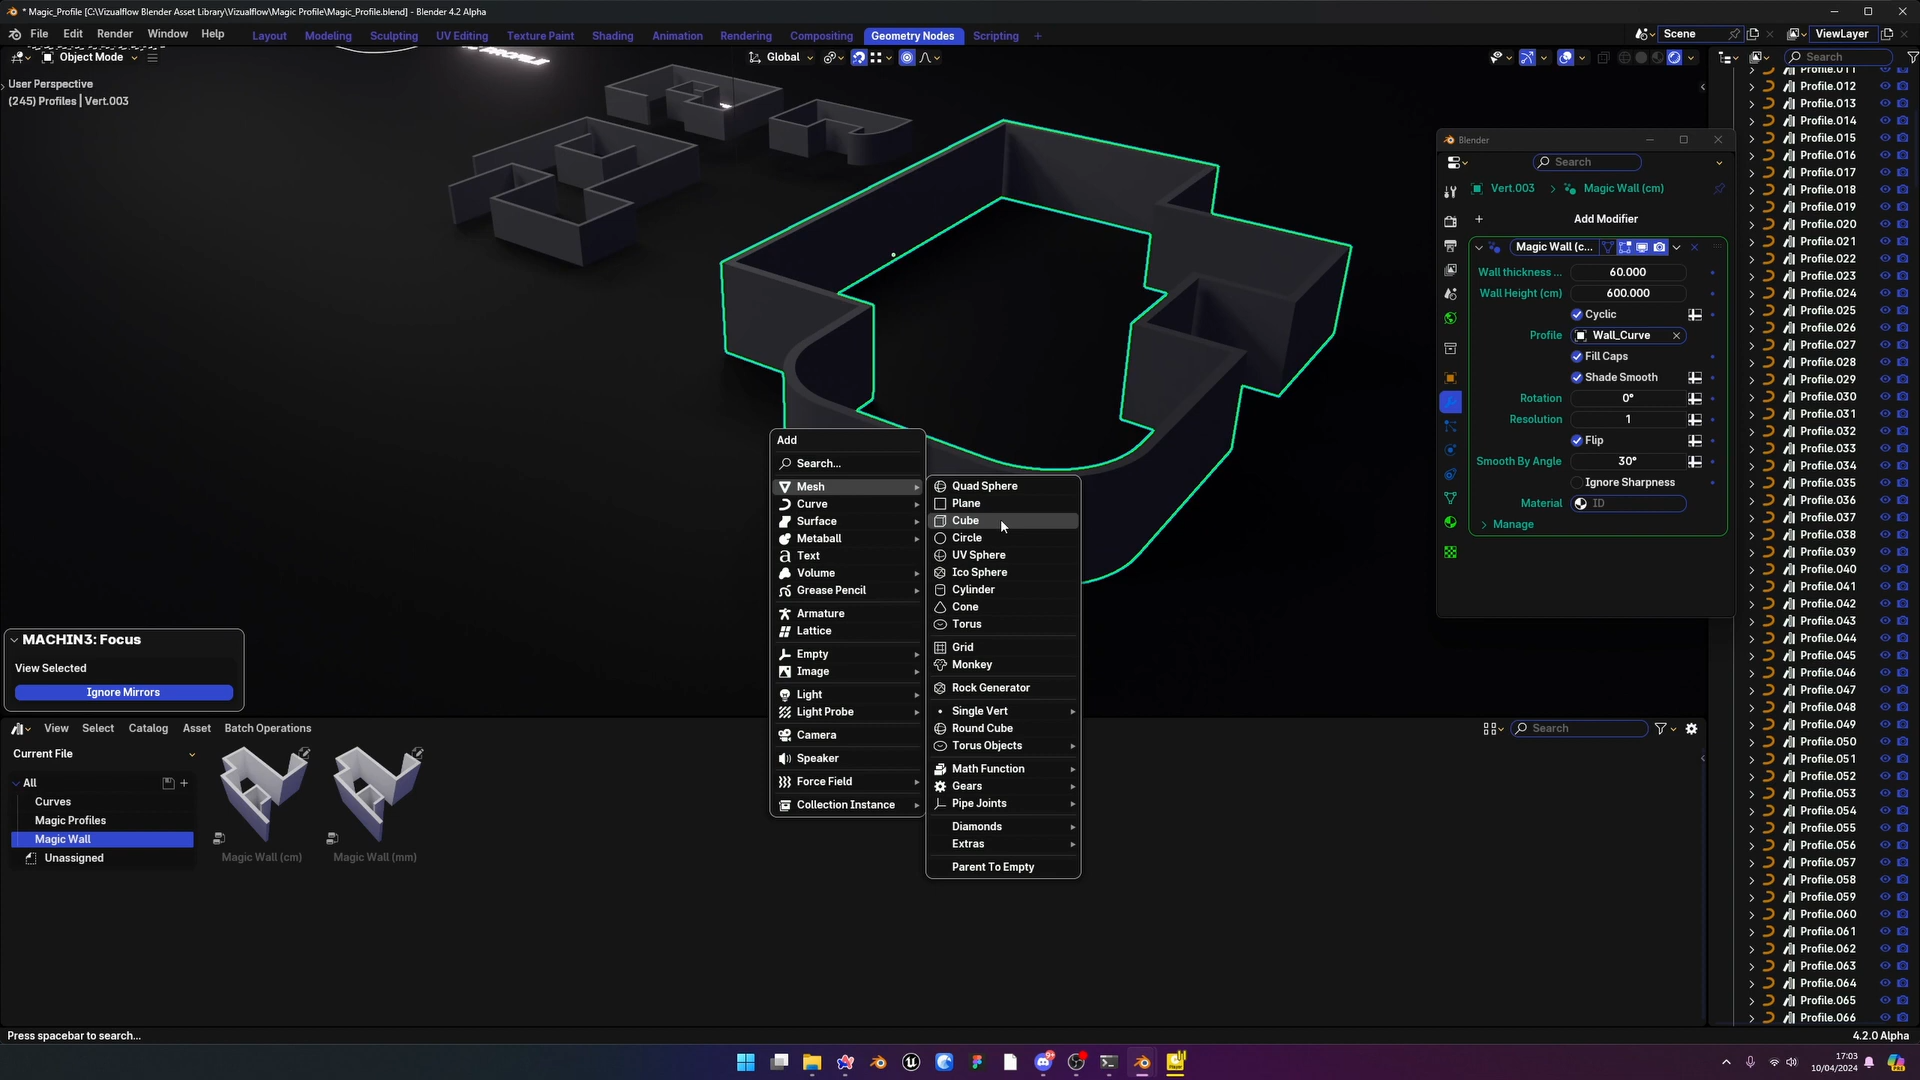 * Magic_Profile [C:\Vizualflow Blender Asset Library\Vizualflow\Magic Profile\Magic_Profile.blend] - Blender 4.2 Alpha
File Edit Render Window Help Layout Modeling Sculpting UV Editing Texture Paint Shading Animation Rendering Compositing Geometry Nodes Scripting + Scene ViewLayer
Object Mode Global Search
User Perspective
(245) Profiles | Vert.003
Profile.011
Profile.012
Profile.013
Profile.014
Profile.015
Profile.016
Profile.017
Profile.018
Profile.019
Profile.020
Profile.021
Profile.022
Profile.023
Profile.024
Profile.025
Profile.026
Profile.027
Profile.028
Profile.029
Profile.030
Profile.031
Profile.032
Profile.033
Profile.034
Profile.035
Profile.036
Profile.037
Profile.038
Profile.039
Profile.040
Profile.041
Profile.042
Profile.043
Profile.044
Profile.045
Profile.046
Profile.047
Profile.048
Profile.049
Profile.050
Profile.051
Profile.052
Profile.053
Profile.054
Profile.055
Profile.056
Profile.057
Profile.058
Profile.059
Profile.060
Profile.061
Profile.062
Profile.063
Profile.064
Profile.065
Profile.066
Blender
Search
Vert.003 > Magic Wall (cm)
+ Add Modifier
Magic Wall (c...
Wall thickness ... 60.000
Wall Height (cm) 600.000
Cyclic
Profile Wall_Curve
Fill Caps
Shade Smooth
Rotation 0°
Resolution 1
Flip
Smooth By Angle 30°
Ignore Sharpness
Material ID
Manage
Add
Search...
Mesh
Curve
Surface
Metaball
Text
Volume
Grease Pencil
Armature
Lattice
Empty
Image
Light
Light Probe
Camera
Speaker
Force Field
Collection Instance
Quad Sphere
Plane
Cube
Circle
UV Sphere
Ico Sphere
Cylinder
Cone
Torus
Grid
Monkey
Rock Generator
Single Vert
Round Cube
Torus Objects
Math Function
Gears
Pipe Joints
Diamonds
Extras
Parent To Empty
MACHIN3: Focus
View Selected
Ignore Mirrors
View Select Catalog Asset Batch Operations Search
Current File
All
Curves
Magic Profiles
Magic Wall
Unassigned
Magic Wall (cm) Magic Wall (mm)
Press spacebar to search... 4.2.0 Alpha
17:03
10/04/2024